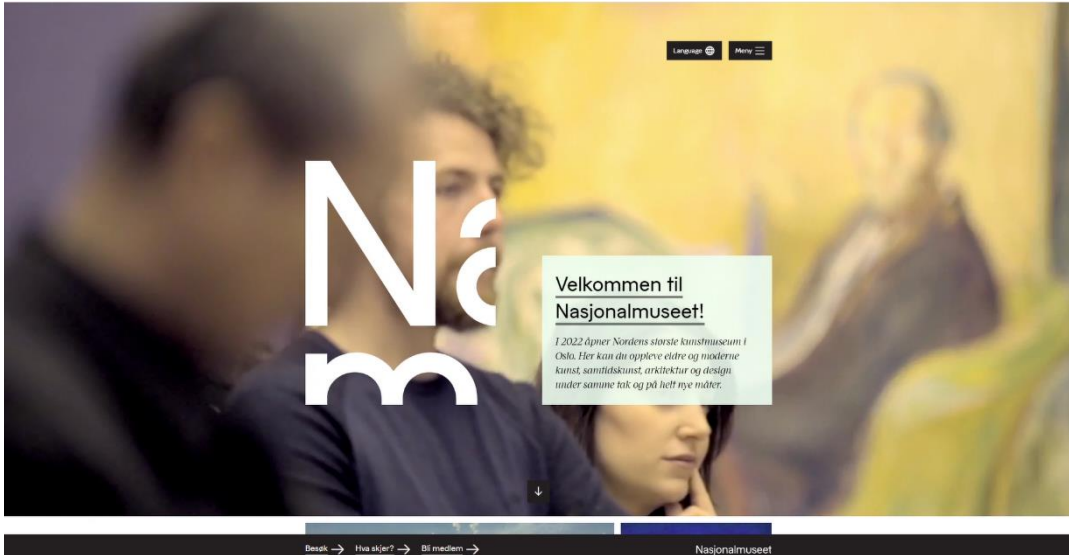 Language
Meny
Na
m
Velkommen til
Nasjonalmuseet!
I 2022 åpner Nordens største kunstmuseum i
Oslo. Her kan du oppleve eldre og moderne
kunst, samtidskunst, arkitektur og design
under samme tak og på helt nye måter.
Besøk → Hva skjer? → Bli medlem →
Nasjonalmuseet